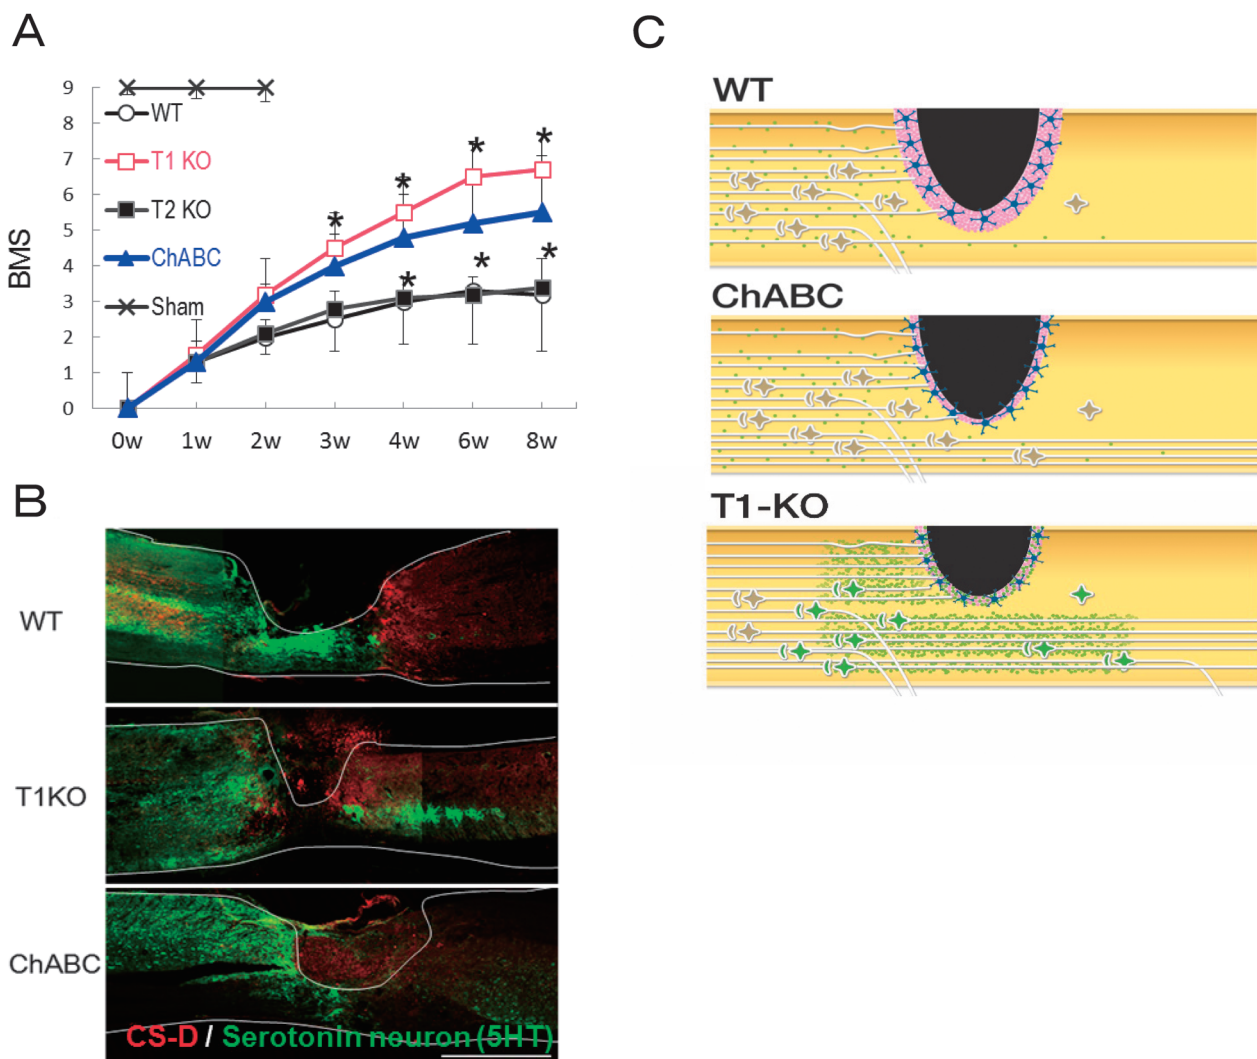 A
9
8
7
6
5
4
3
2
1
0
BMS
WT
T1 KO
T2 KO
ChABC
Sham
* * * *
* * *
0w 1w 2w 3w 4w 6w 8w
B
WT
T1KO
ChABC
CS-D / Serotonin neuron (5HT)
C
WT
ChABC
T1-KO